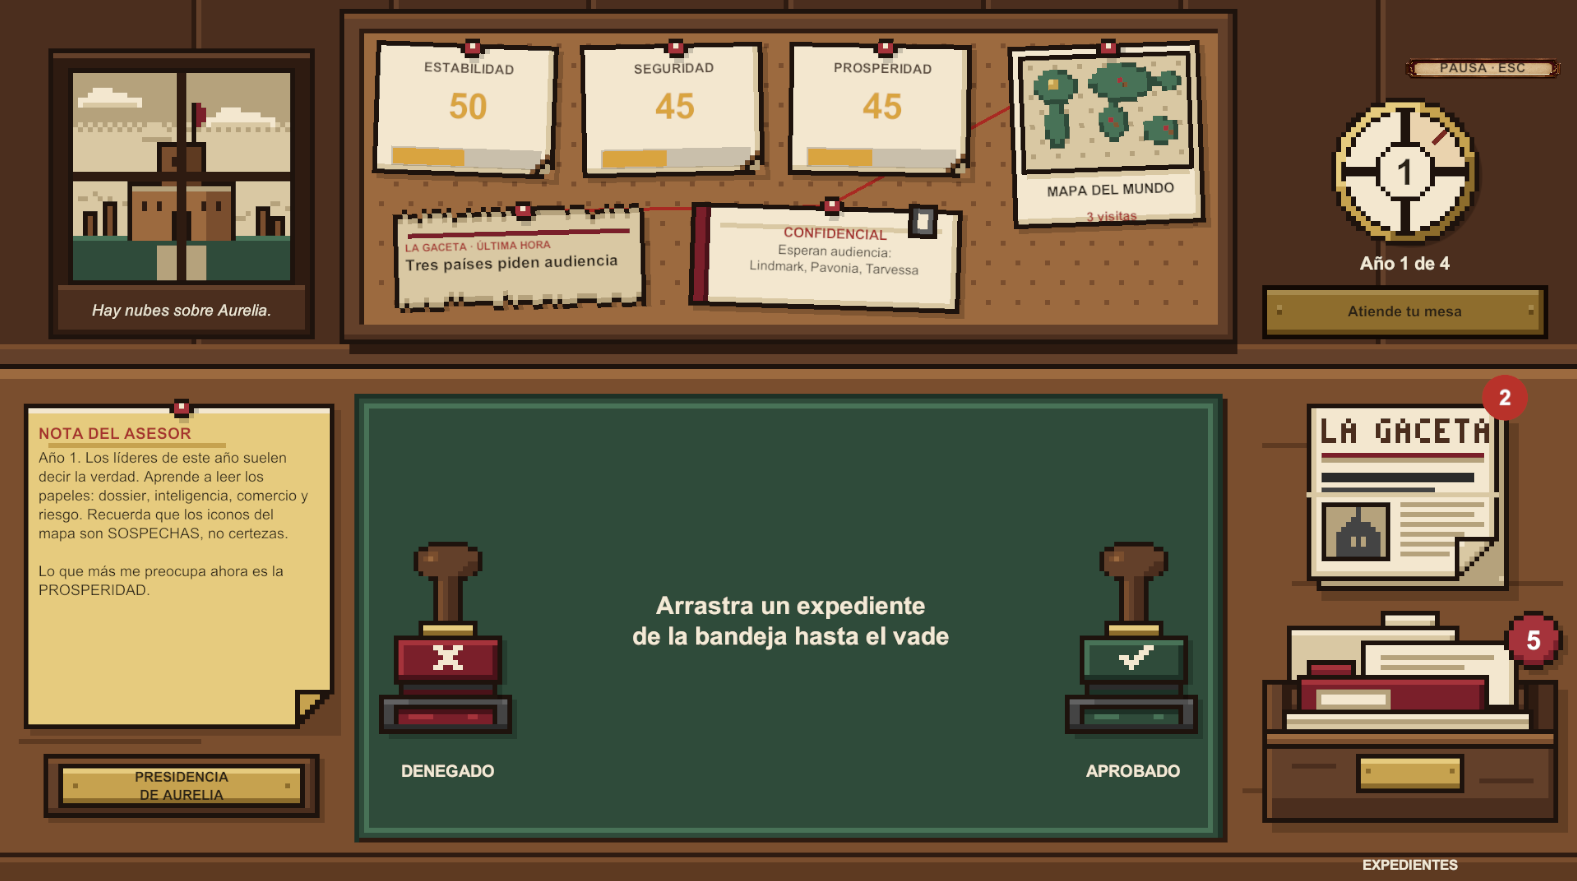 ESTABILIDAD
50
SEGURIDAD
45
PROSPERIDAD
45
MAPA DEL MUNDO
3 visitas
PAUSA · ESC
1
Año 1 de 4
Atiende tu mesa
Hay nubes sobre Aurelia.
LA GACETA · ÚLTIMA HORA
Tres países piden audiencia
CONFIDENCIAL
Esperan audiencia:
Lindmark, Pavonia, Tarvessa
NOTA DEL ASESOR
Año 1. Los líderes de este año suelen
decir la verdad. Aprende a leer los
papeles: dossier, inteligencia, comercio y
riesgo. Recuerda que los iconos del
mapa son SOSPECHAS, no certezas.
Lo que más me preocupa ahora es la
PROSPERIDAD.
PRESIDENCIA
DE AURELIA
Arrastra un expediente
de la bandeja hasta el vade
DENEGADO
APROBADO
2
LA GACETA
5
EXPEDIENTES